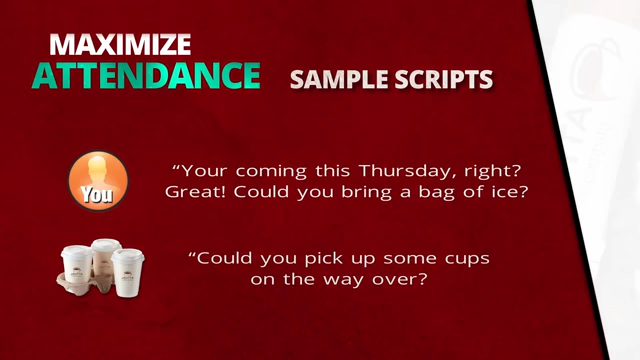 MAXIMIZE
ATTENDANCE SAMPLE SCRIPTS
You
“Your coming this Thursday, right?
Great! Could you bring a bag of ice?
“Could you pick up some cups
on the way over?